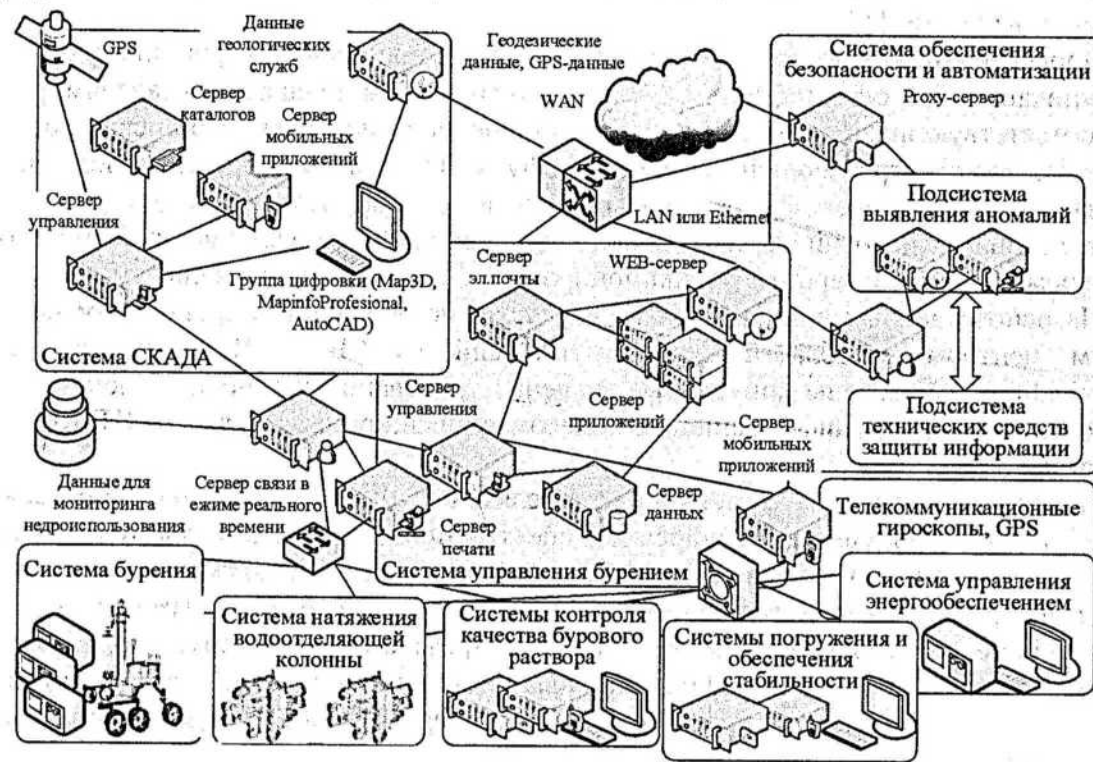 GPS
Данные
геологических
служб
Сервер
каталогов
Сервер
мобильных
приложений
Сервер
управления
Группа цифровки (Map3D,
MapinfoProfesional,
AutoCAD)
Система СКАДА
Геодезические
данные, GPS-данные
WAN
LAN или Ethernet
Система обеспечения
безопасности и автоматизации
Proxy-сервер
Подсистема
выявления аномалий
Подсистема
технических средств
защиты информации
Сервер
эл.почты
WEB-сервер
Сервер
управления
Сервер
приложений
Сервер
мобильных
приложений
Данные для
мониторинга
недроиспользования
Сервер связи в
ежиме реального
времени
Сервер
печати
Сервер
данных
Система управления бурением
Телекоммуникационные
гироскопы, GPS
Система бурения
Система натяжения
водоотделяющей
колонны
Системы контроля
качества бурового
раствора
Системы погружения и
обеспечения
стабильности
Система управления
энергообеспечением